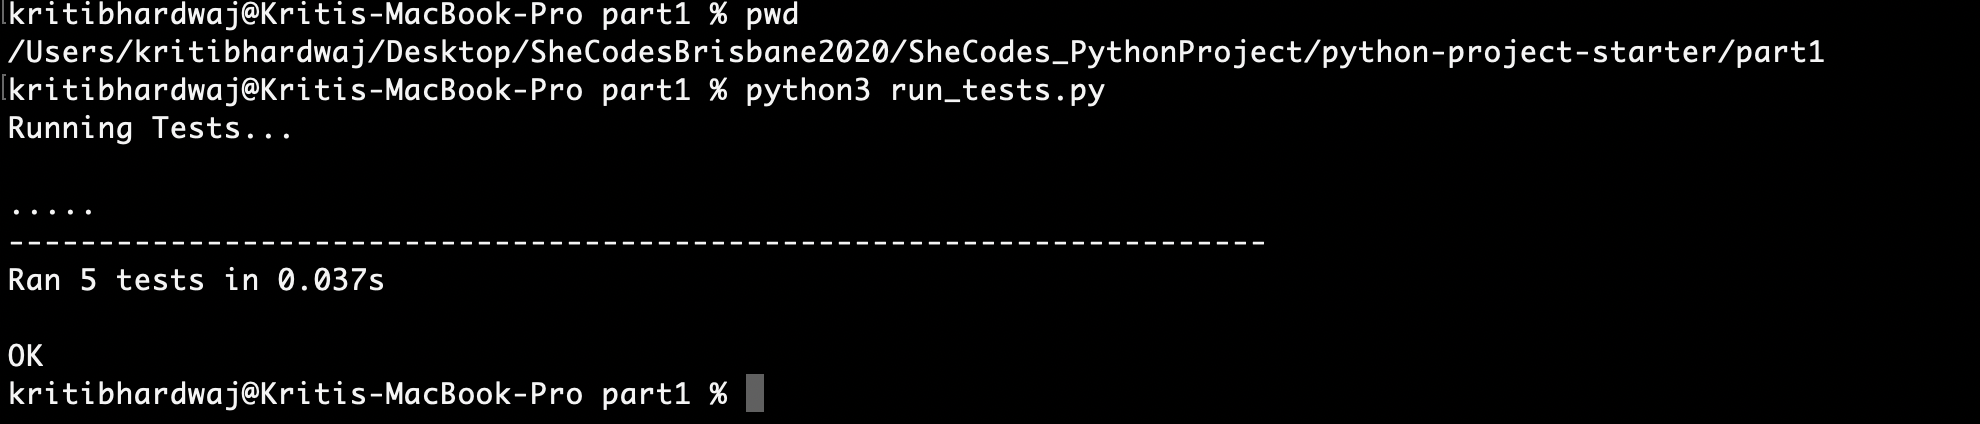 kritibhardwaj@Kritis-MacBook-Pro part1 % pwd
/Users/kritibhardwaj/Desktop/SheCodesBrisbane2020/SheCodes_PythonProject/python-project-starter/part1
kritibhardwaj@Kritis-MacBook-Pro part1 % python3 run_tests.py
Running Tests...
.....
----------------------------------------------------------------------
Ran 5 tests in 0.037s
OK
kritibhardwaj@Kritis-MacBook-Pro part1 %